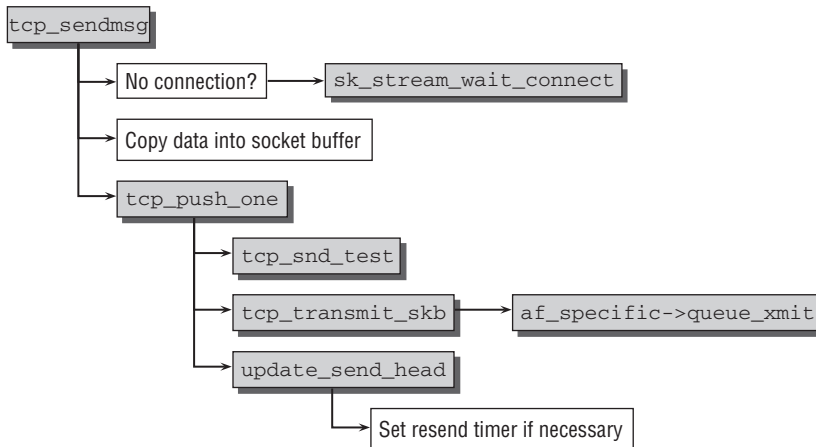 tcp_sendmsg
No connection?
sk_stream_wait_connect
Copy data into socket buffer
tcp_push_one
tcp_snd_test
tcp_transmit_skb
af_specific->queue_xmit
update_send_head
Set resend timer if necessary